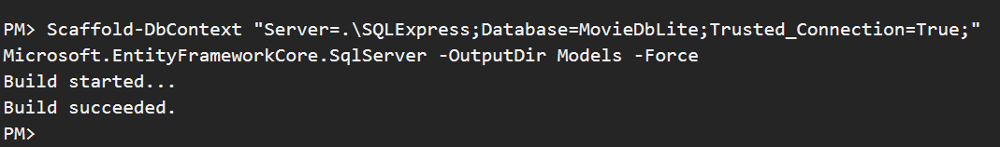 PM> Scaffold-DbContext "Server=.\SQLExpress;Database=MovieDbLite;Trusted_Connection=True;"
Microsoft.EntityFrameworkCore.SqlServer -OutputDir Models -Force
Build started...
Build succeeded.
PM>